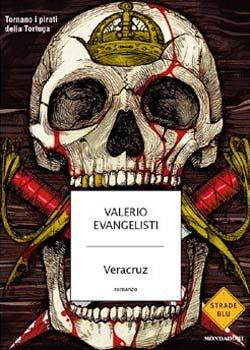 Tornano i pirati
della Tortuga
VALERIO
EVANGELISTI
Veracruz
romanzo
STRADE
BLU
MONDADORI